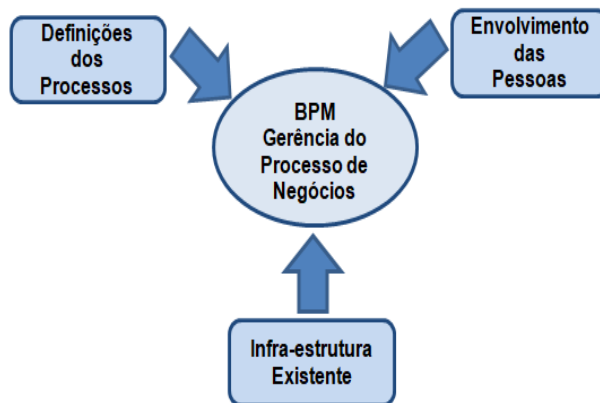 Definições
dos
Processos
Envolvimento
das
Pessoas
BPM
Gerência do
Processo de
Negócios
Infra-estrutura
Existente